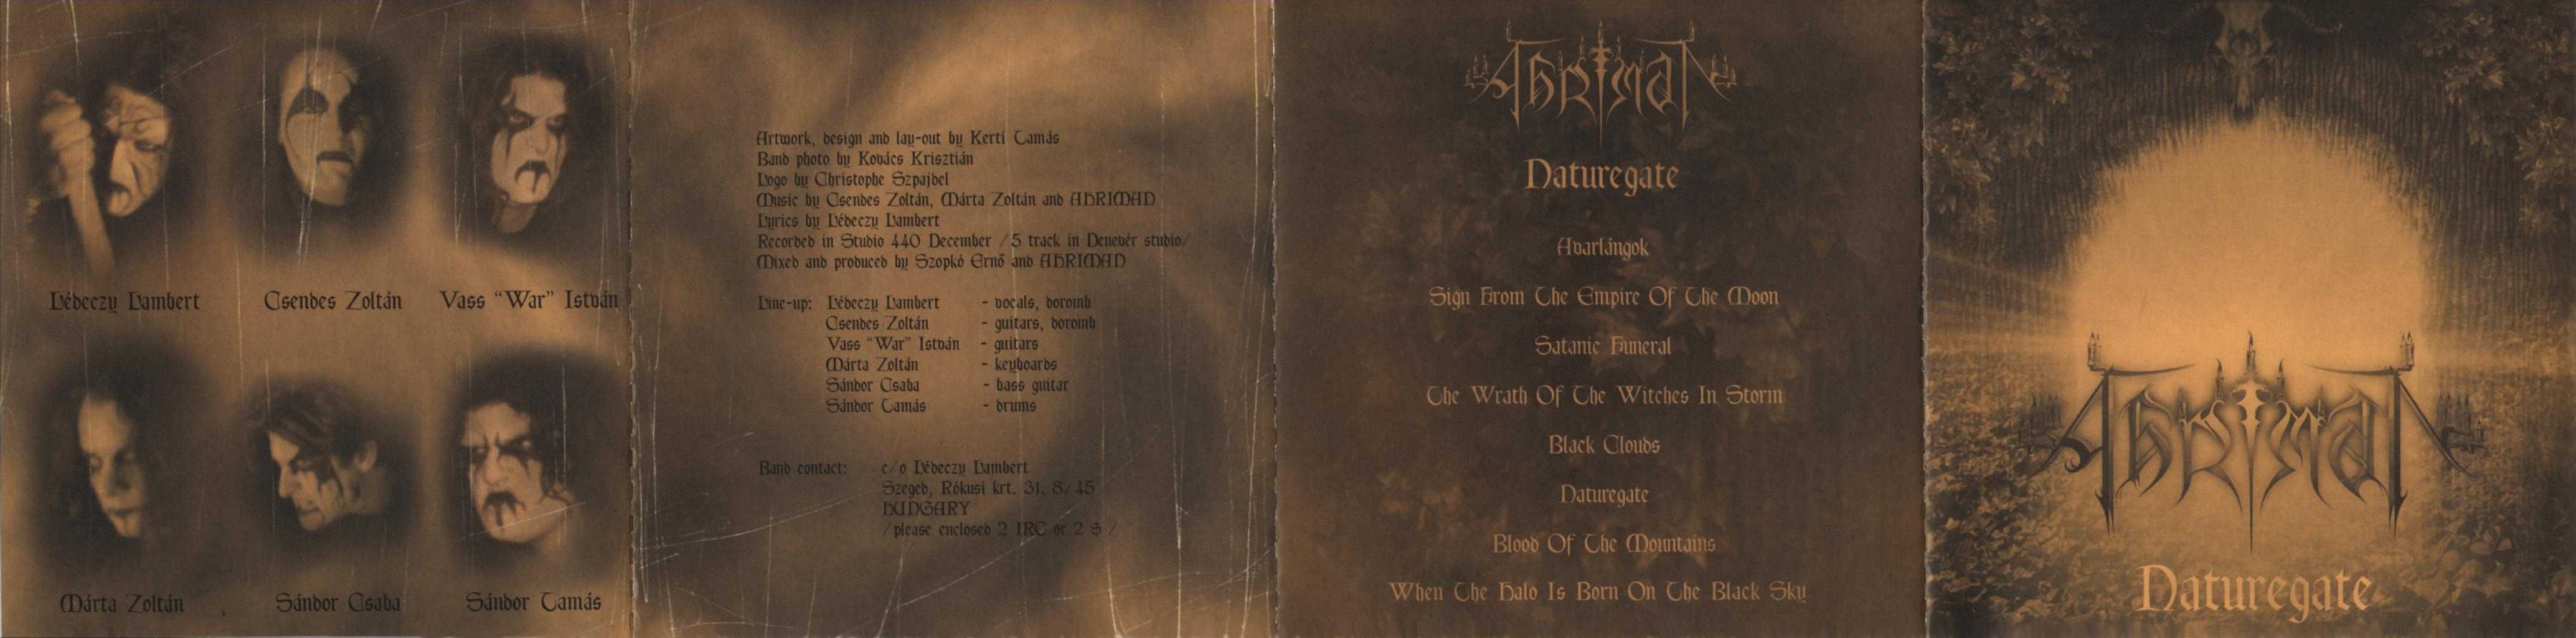 Lédeczy Lambert
Csendes Zoltán
Vass “War” István
Márta Zoltán
Sándor Csaba
Sándor Tamás
Artwork, design and lay-out by Kerti Tamás
Band photo by Kovács Krisztián
Logo by Christophe Szpajdel
Music by Csendes Zoltán, Márta Zoltán and AHRIMAN
Lyrics by Lédeczy Lambert
Recorded in Studio 440 December /5 track in Denevér studio/
Mixed and produced by Szopkó Ernő and AHRIMAN
Line-up: Lédeczy Lambert - vocals, doromb
Csendes Zoltán - guitars, doromb
Vass “War” István - guitars
Márta Zoltán - keyboards
Sándor Csaba - bass guitar
Sándor Tamás - drums
Band contact: c/o Lédeczy Lambert
Szeged, Rókusi krt. 31, 8/45
HUNGARY
/please enclosed 2 IRC or 2 $ /
AHRIMAN
Naturegate
Avarlángok
Sign From The Empire Of The Moon
Satanic Funeral
The Wrath Of The Witches In Storm
Black Clouds
Naturegate
Blood Of The Mountains
When The Halo Is Born On The Black Sky
AHRIMAN
Naturegate